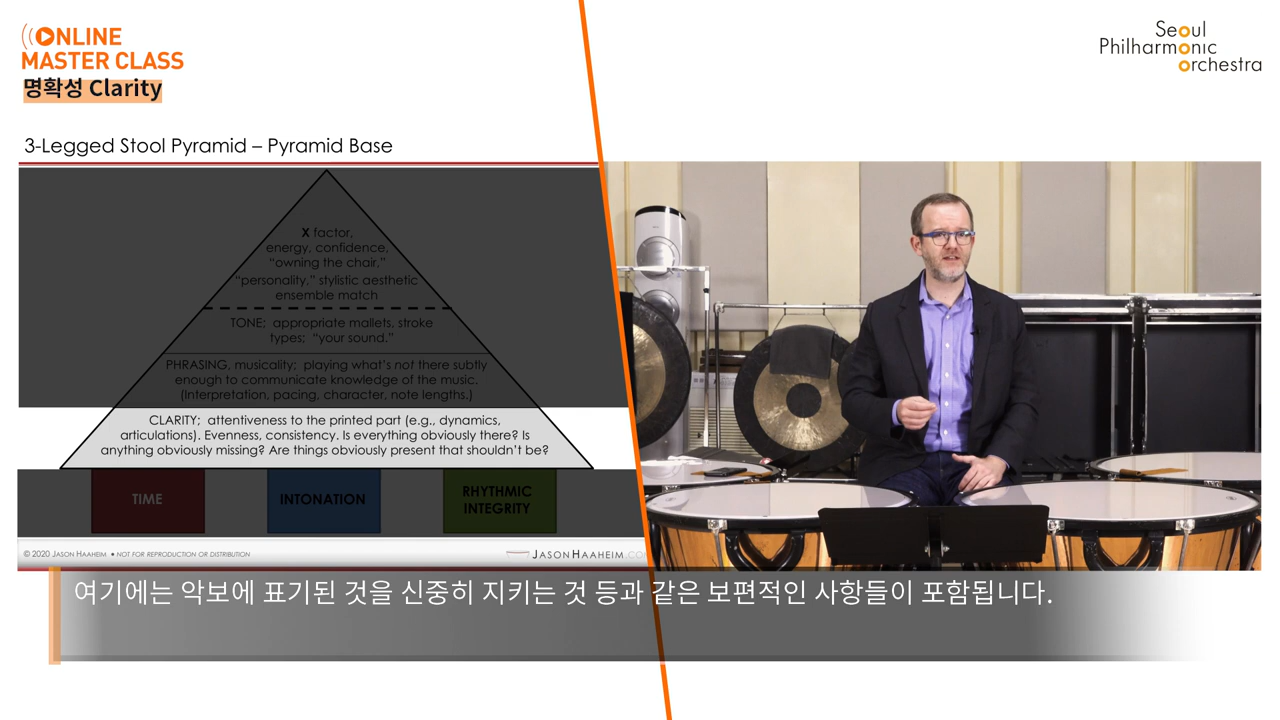 ONLINE
MASTER CLASS
명확성 Clarity
Seoul
Philharmonic
orchestra
3-Legged Stool Pyramid – Pyramid Base
X factor,
energy, confidence,
“owning the chair,”
“personality,” stylistic aesthetic
ensemble match
TONE; appropriate mallets, stroke
types; “your sound.”
PHRASING, musicality; playing what’s not there subtly
enough to communicate knowledge of the music.
(Interpretation, pacing, character, note lengths.)
CLARITY; attentiveness to the printed part (e.g., dynamics,
articulations). Evenness, consistency. Is everything obviously there? Is
anything obviously missing? Are things obviously present that shouldn’t be?
TIME
INTONATION
RHYTHMIC
INTEGRITY
© 2020 JASON HAAHEIM • NOT FOR REPRODUCTION OR DISTRIBUTION
JASONHAAHEIM.CO
여기에는 악보에 표기된 것을 신중히 지키는 것 등과 같은 보편적인 사항들이 포함됩니다.